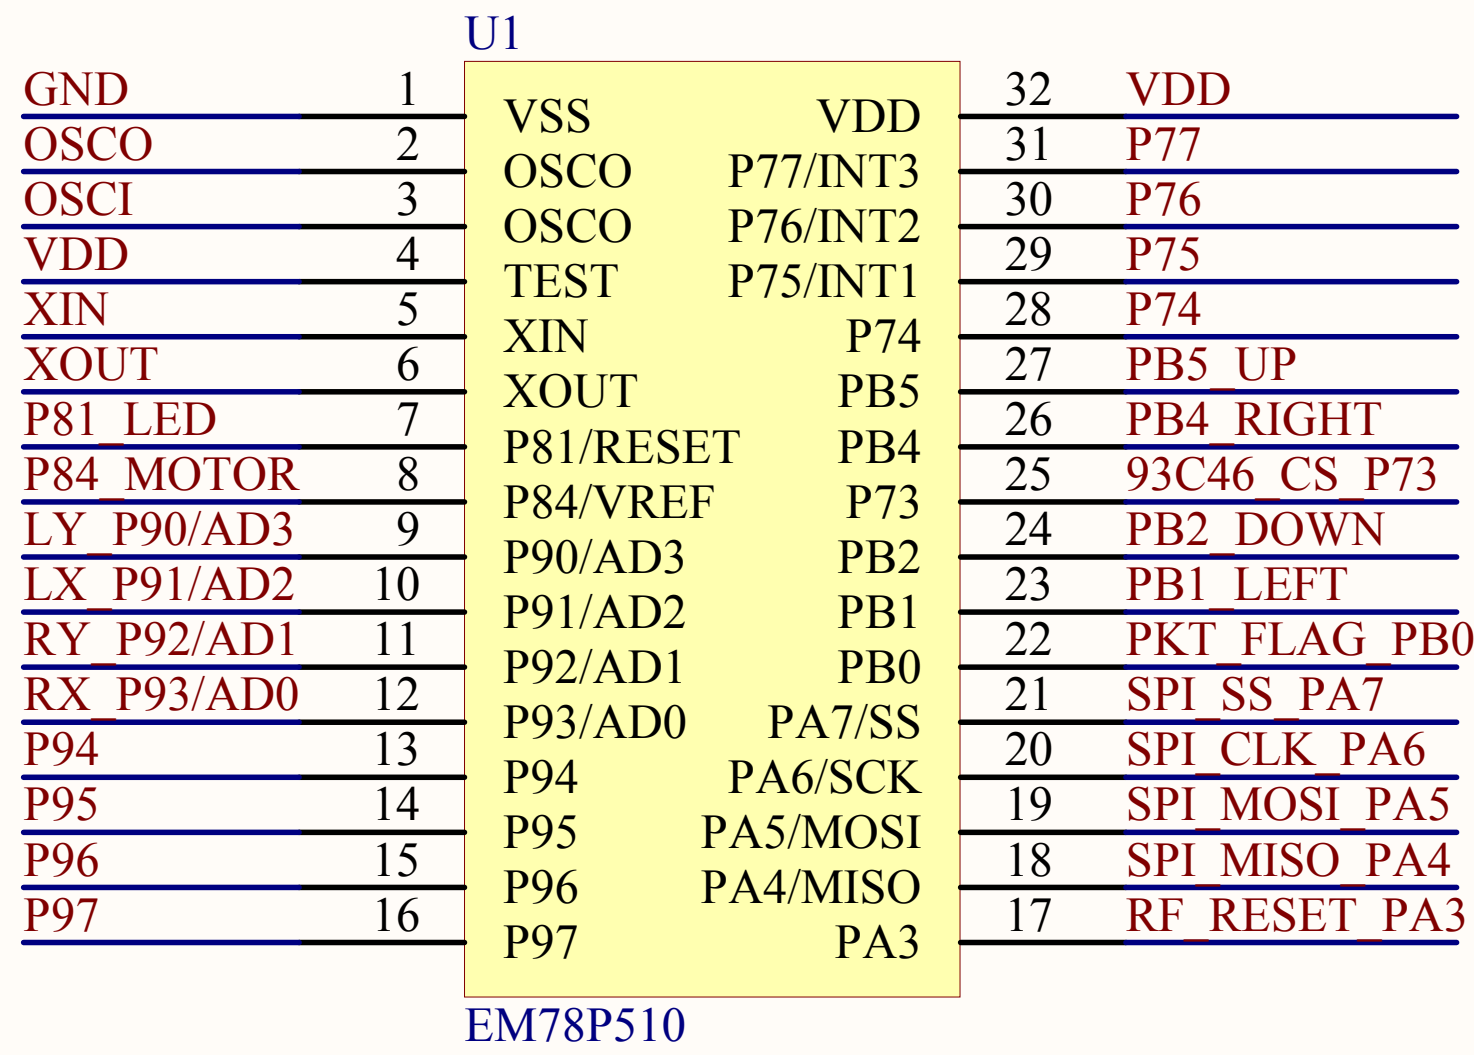 U1
GND 1 VSS VDD 32 VDD
OSCO 2 OSCO P77/INT3 31 P77
OSCI 3 OSCO P76/INT2 30 P76
VDD 4 TEST P75/INT1 29 P75
XIN 5 XIN P74 28 P74
XOUT 6 XOUT PB5 27 PB5_UP
P81_LED 7 P81/RESET PB4 26 PB4_RIGHT
P84_MOTOR 8 P84/VREF P73 25 93C46_CS_P73
LY_P90/AD3 9 P90/AD3 PB2 24 PB2_DOWN
LX_P91/AD2 10 P91/AD2 PB1 23 PB1_LEFT
RY_P92/AD1 11 P92/AD1 PB0 22 PKT_FLAG_PB0
RX_P93/AD0 12 P93/AD0 PA7/SS 21 SPI_SS_PA7
P94 13 P94 PA6/SCK 20 SPI_CLK_PA6
P95 14 P95 PA5/MOSI 19 SPI_MOSI_PA5
P96 15 P96 PA4/MISO 18 SPI_MISO_PA4
P97 16 P97 PA3 17 RF_RESET_PA3
EM78P510